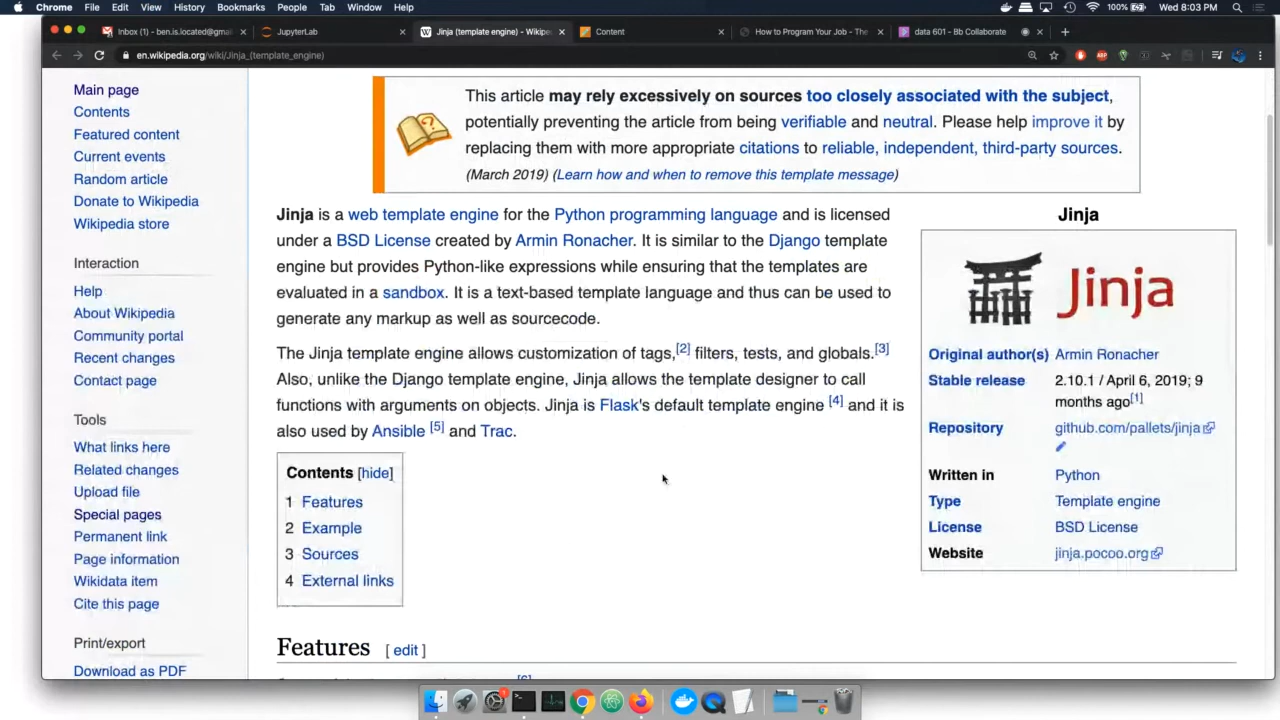 Chrome File Edit View History Bookmarks People Tab Window Help 100% Wed 8:03 PM
Inbox (1) - ben.is.located@gmai JupyterLab Jinja (template engine) - Wikipe Content How to Program Your Job - The data 601 - Bb Collaborate
en.wikipedia.org/wiki/Jinja_(template_engine)
Main page
Contents
Featured content
Current events
Random article
Donate to Wikipedia
Wikipedia store
Interaction
Help
About Wikipedia
Community portal
Recent changes
Contact page
Tools
What links here
Related changes
Upload file
Special pages
Permanent link
Page information
Wikidata item
Cite this page
Print/export
Download as PDF
This article may rely excessively on sources too closely associated with the subject,
potentially preventing the article from being verifiable and neutral. Please help improve it by
replacing them with more appropriate citations to reliable, independent, third-party sources.
(March 2019) (Learn how and when to remove this template message)
Jinja is a web template engine for the Python programming language and is licensed
under a BSD License created by Armin Ronacher. It is similar to the Django template
engine but provides Python-like expressions while ensuring that the templates are
evaluated in a sandbox. It is a text-based template language and thus can be used to
generate any markup as well as sourcecode.
The Jinja template engine allows customization of tags,[2] filters, tests, and globals.[3]
Also, unlike the Django template engine, Jinja allows the template designer to call
functions with arguments on objects. Jinja is Flask's default template engine [4] and it is
also used by Ansible [5] and Trac.
Contents [hide]
1 Features
2 Example
3 Sources
4 External links
Features [ edit ]
[6]
Jinja
Jinja
Original author(s) Armin Ronacher
Stable release 2.10.1 / April 6, 2019; 9
months ago[1]
Repository github.com/pallets/jinja
Written in Python
Type Template engine
License BSD License
Website jinja.pocoo.org